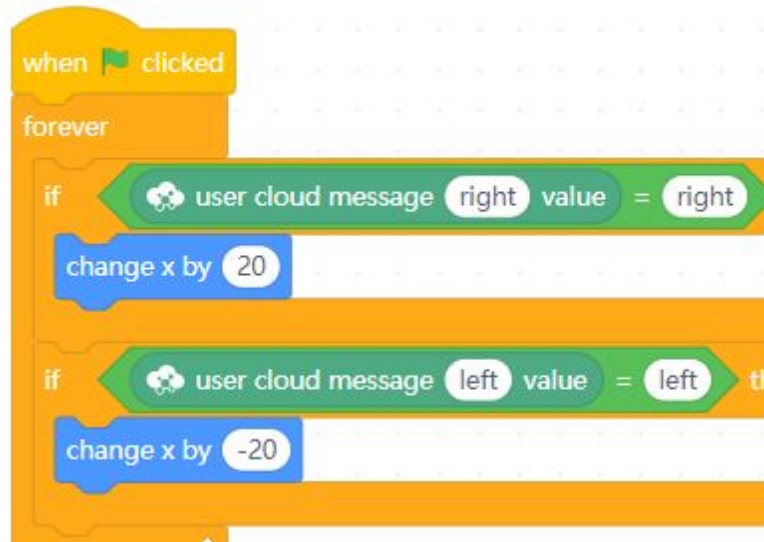 when clicked
forever
if user cloud message right value = right
change x by 20
if user cloud message left value = left
change x by -20